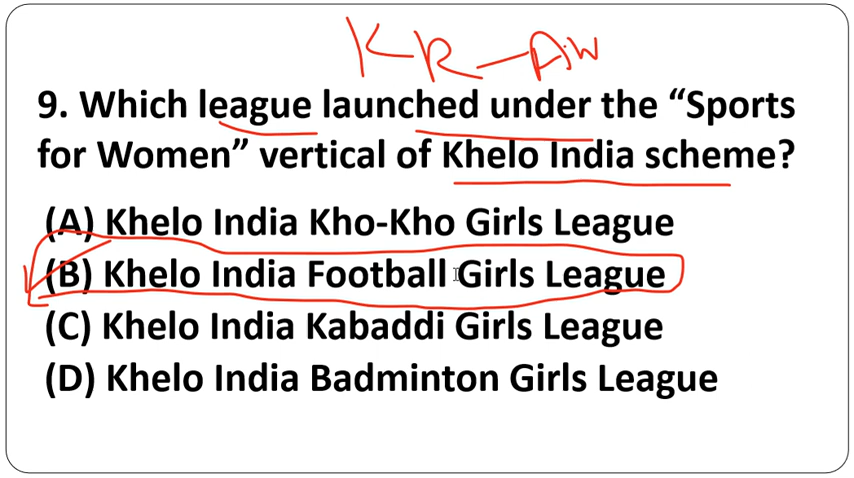 KR-AIW
9. Which league launched under the “Sports
for Women” vertical of Khelo India scheme?
(A) Khelo India Kho-Kho Girls League
(B) Khelo India Football Girls League
(C) Khelo India Kabaddi Girls League
(D) Khelo India Badminton Girls League